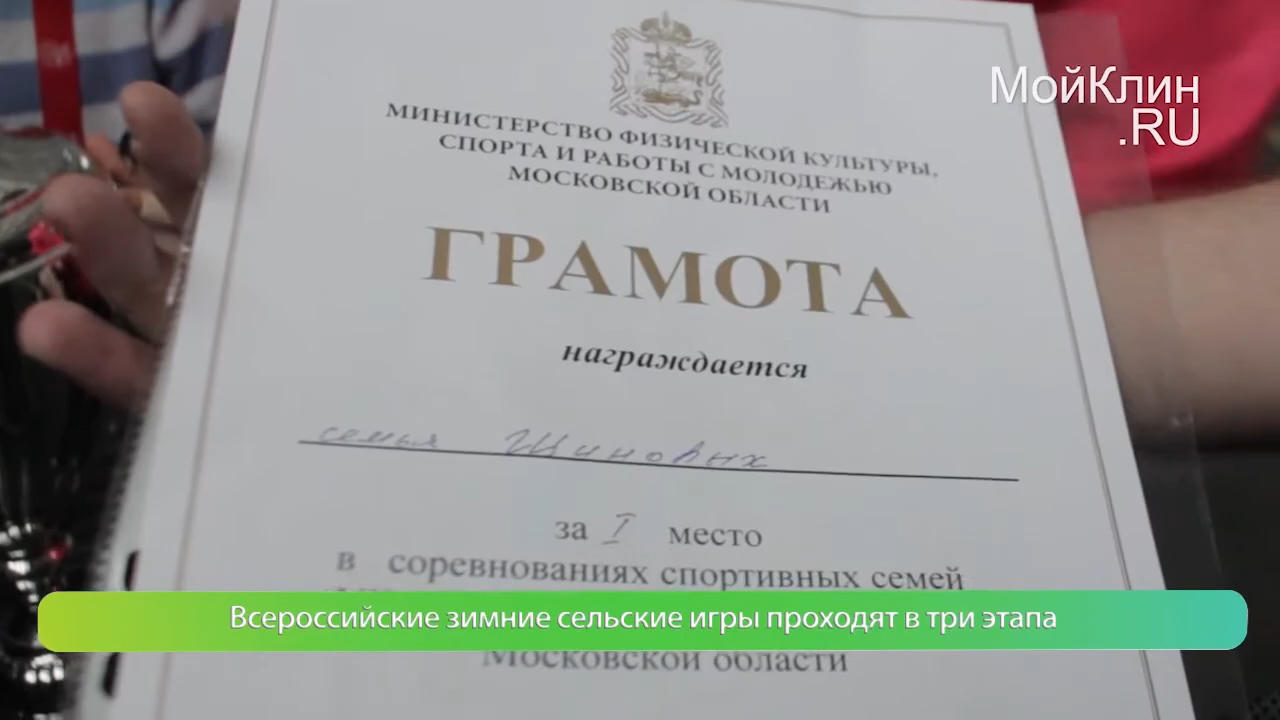 МойКлин
.RU
МИНИСТЕРСТВО ФИЗИЧЕСКОЙ КУЛЬТУРЫ,
СПОРТА И РАБОТЫ С МОЛОДЕЖЬЮ
МОСКОВСКОЙ ОБЛАСТИ
ГРАМОТА
награждается
семья Щиновых
за I место
в соревнованиях спортивных семей
Всероссийские зимние сельские игры проходят в три этапа
Московской области